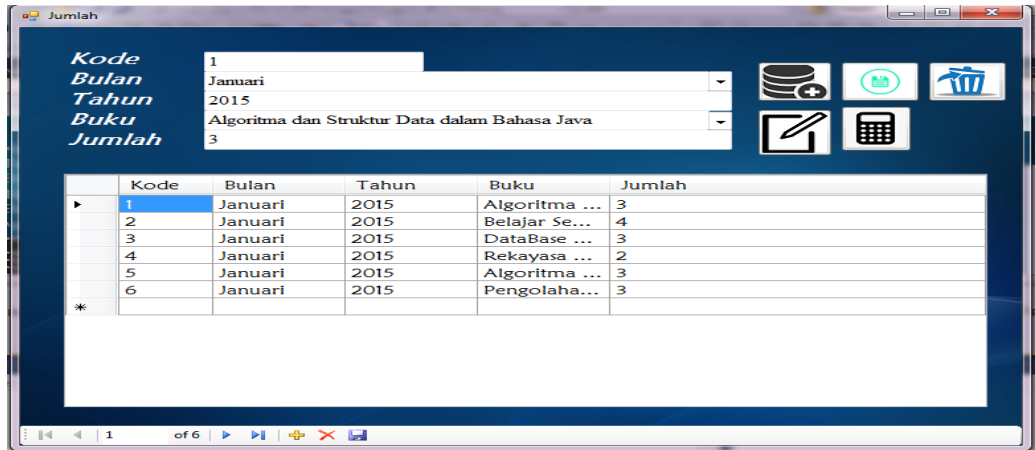 Jumlah
Kode 1
Bulan Januari
Tahun 2015
Buku Algoritma dan Struktur Data dalam Bahasa Java
Jumlah 3
Kode Bulan Tahun Buku Jumlah
1 Januari 2015 Algoritma ... 3
2 Januari 2015 Belajar Se... 4
3 Januari 2015 DataBase ... 3
4 Januari 2015 Rekayasa ... 2
5 Januari 2015 Algoritma ... 3
6 Januari 2015 Pengolaha... 3
1 of 6